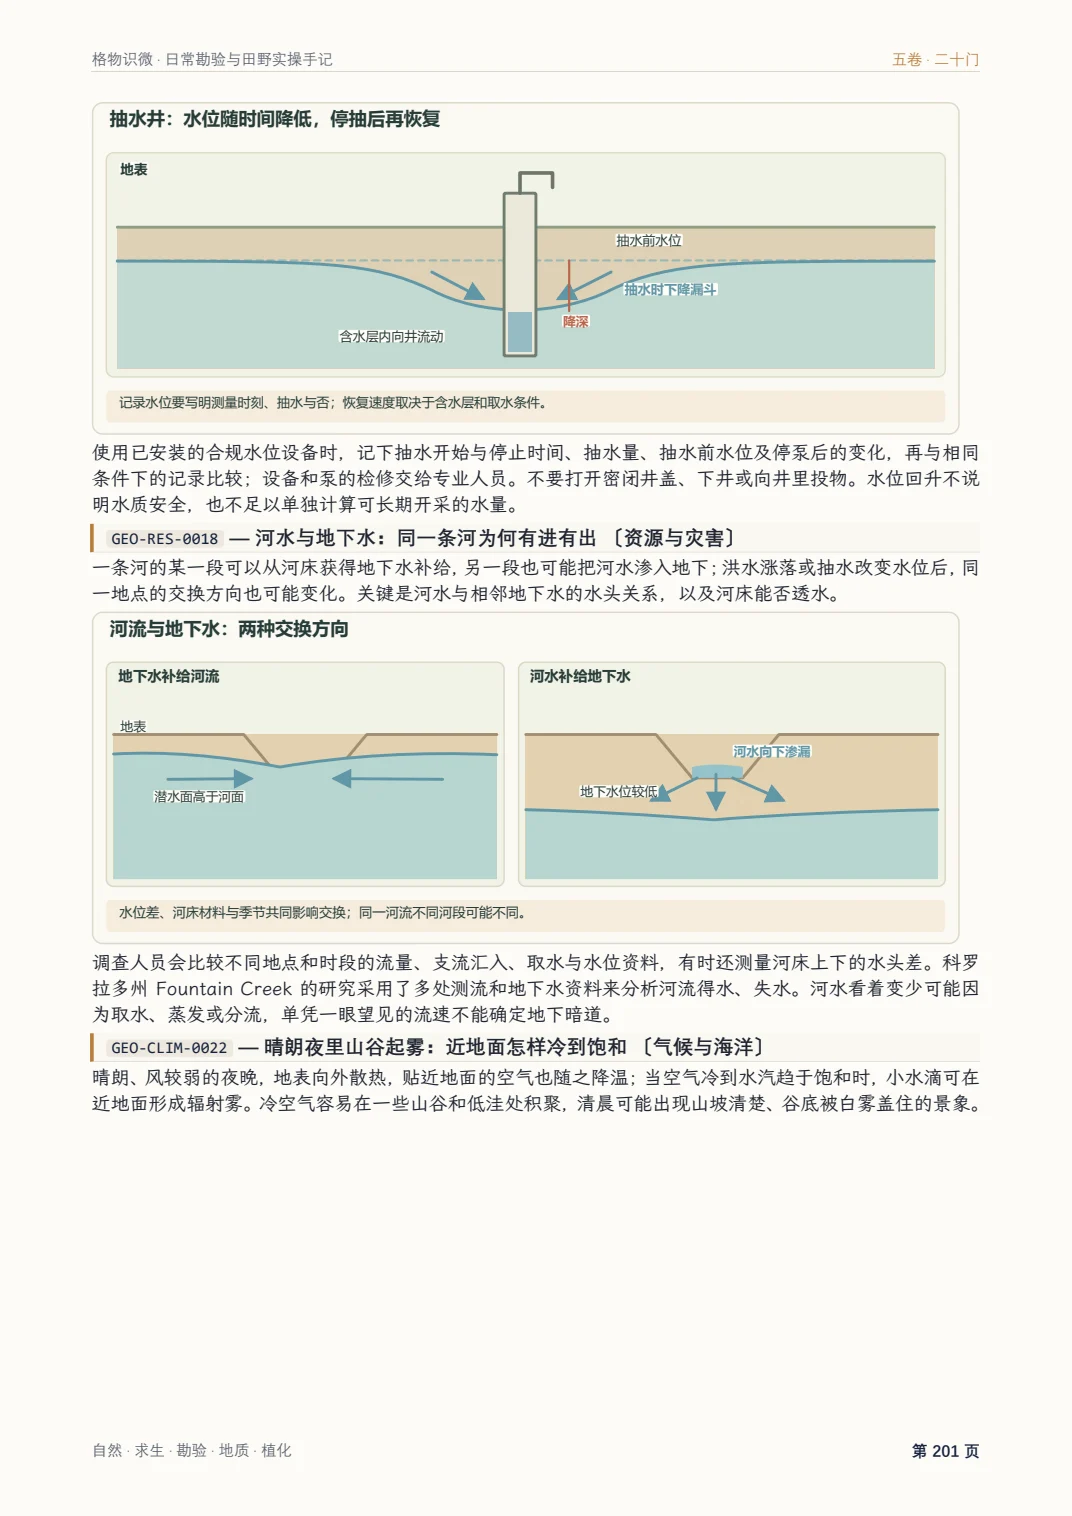 格物识微 · 日常勘验与田野实操手记
五卷 · 二十门
抽水井：水位随时间降低，停抽后再恢复
地表
抽水前水位
抽水时下降漏斗
降深
含水层内向井流动
记录水位要写明测量时刻、抽水与否；恢复速度取决于含水层和取水条件。
使用已安装的合规水位设备时，记下抽水开始与停止时间、抽水量、抽水前水位及停泵后的变化，再与相同
条件下的记录比较；设备和泵的检修交给专业人员。不要打开密闭井盖、下井或向井里投物。水位回升不说
明水质安全，也不足以单独计算可长期开采的水量。
GEO-RES-0018 — 河水与地下水：同一条河为何有进有出 〔资源与灾害〕
一条河的某一段可以从河床获得地下水补给，另一段也可能把河水渗入地下；洪水涨落或抽水改变水位后，同
一地点的交换方向也可能变化。关键是河水与相邻地下水的水头关系，以及河床能否透水。
河流与地下水：两种交换方向
地下水补给河流
地表
潜水面高于河面
河水补给地下水
河水向下渗漏
地下水位较低
水位差、河床材料与季节共同影响交换；同一河流不同河段可能不同。
调查人员会比较不同地点和时段的流量、支流汇入、取水与水位资料，有时还测量河床上下的水头差。科罗
拉多州 Fountain Creek 的研究采用了多处测流和地下水资料来分析河流得水、失水。河水看着变少可能因
为取水、蒸发或分流，单凭一眼望见的流速不能确定地下暗道。
GEO-CLIM-0022 — 晴朗夜里山谷起雾：近地面怎样冷到饱和 〔气候与海洋〕
晴朗、风较弱的夜晚，地表向外散热，贴近地面的空气也随之降温；当空气冷到水汽趋于饱和时，小水滴可在
近地面形成辐射雾。冷空气容易在一些山谷和低洼处积聚，清晨可能出现山坡清楚、谷底被白雾盖住的景象。
自然 · 求生 · 勘验 · 地质 · 植化
第 201 页